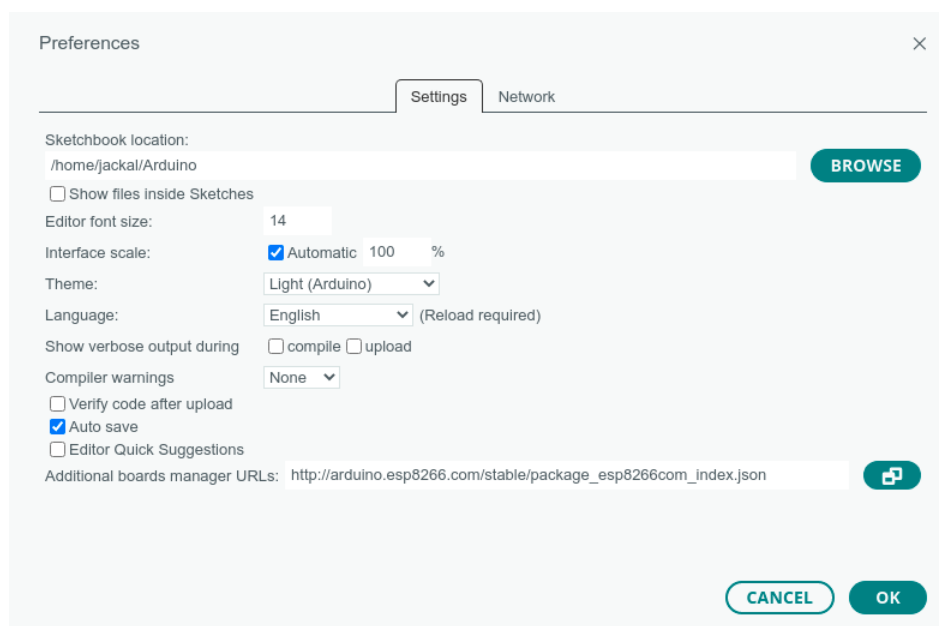 Preferences
Settings Network
Sketchbook location:
/home/jackal/Arduino
BROWSE
Show files inside Sketches
Editor font size: 14
Interface scale: Automatic 100 %
Theme: Light (Arduino)
Language: English (Reload required)
Show verbose output during compile upload
Compiler warnings None
Verify code after upload
Auto save
Editor Quick Suggestions
Additional boards manager URLs: http://arduino.esp8266.com/stable/package_esp8266com_index.json
CANCEL OK